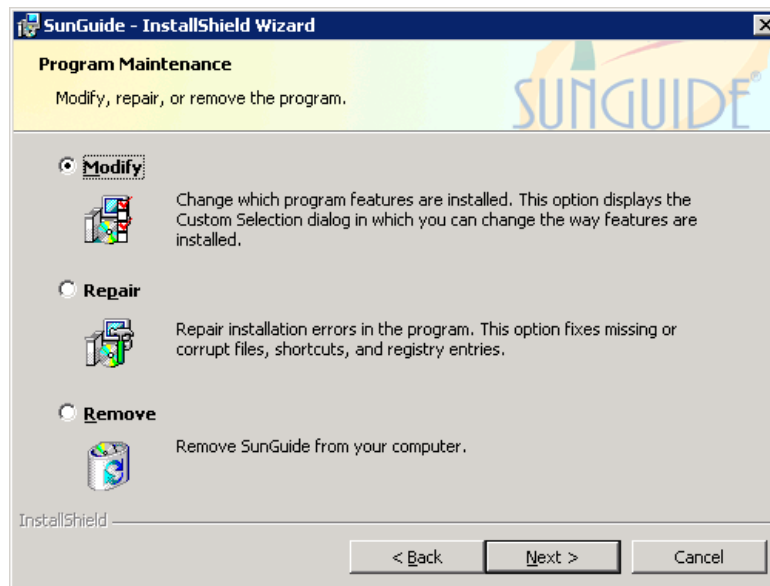 SunGuide - InstallShield Wizard
Program Maintenance
Modify, repair, or remove the program.
SUNGUIDE®
Modify
Change which program features are installed. This option displays the
Custom Selection dialog in which you can change the way features are
installed.
Repair
Repair installation errors in the program. This option fixes missing or
corrupt files, shortcuts, and registry entries.
Remove
Remove SunGuide from your computer.
InstallShield
< Back
Next >
Cancel